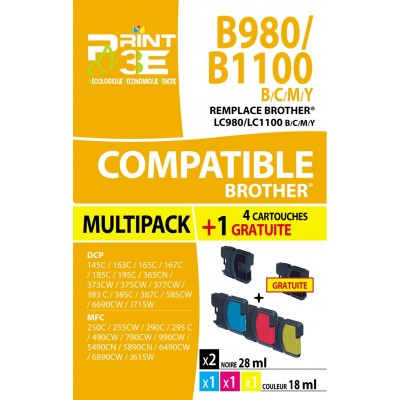 PRINT
3E
ÉCOLOGIQUE ÉCONOMIQUE ENCRE
B980/
B1100
B/C/M/Y
REMPLACE BROTHER®
LC980/LC1100 B/C/M/Y
COMPATIBLE
BROTHER®
MULTIPACK
4 CARTOUCHES
+1 GRATUITE
DCP
145C / 163C / 165C / 167C
/ 185C / 195C / 365CN /
373CW / 375CW / 377CW /
383 C / 385C / 387C / 585CW /
6690CW / J715W
MFC
250C / 255CW / 290C / 295 C
/ 490CW / 790CW / 990CW /
5490CN / 5890CW / 6490CW
/ 6890CW / J615W
GRATUITE
+
x2 NOIRE 28 ml
x1 x1 x1 COULEUR 18 ml